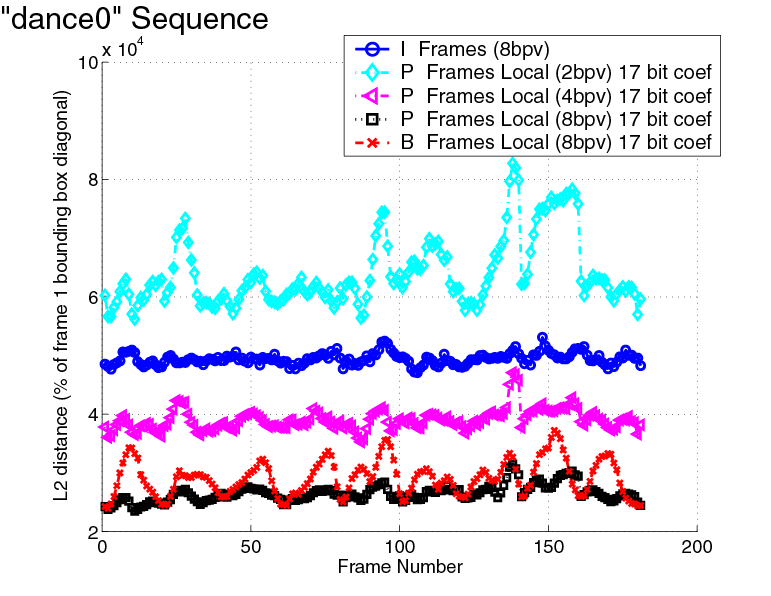 "dance0" Sequence
x 10⁴
I Frames (8bpv)
P Frames Local (2bpv) 17 bit coef
P Frames Local (4bpv) 17 bit coef
P Frames Local (8bpv) 17 bit coef
B Frames Local (8bpv) 17 bit coef
L2 distance (% of frame 1 bounding box diagonal)
10
8
6
4
2
0 50 100 150 200
Frame Number